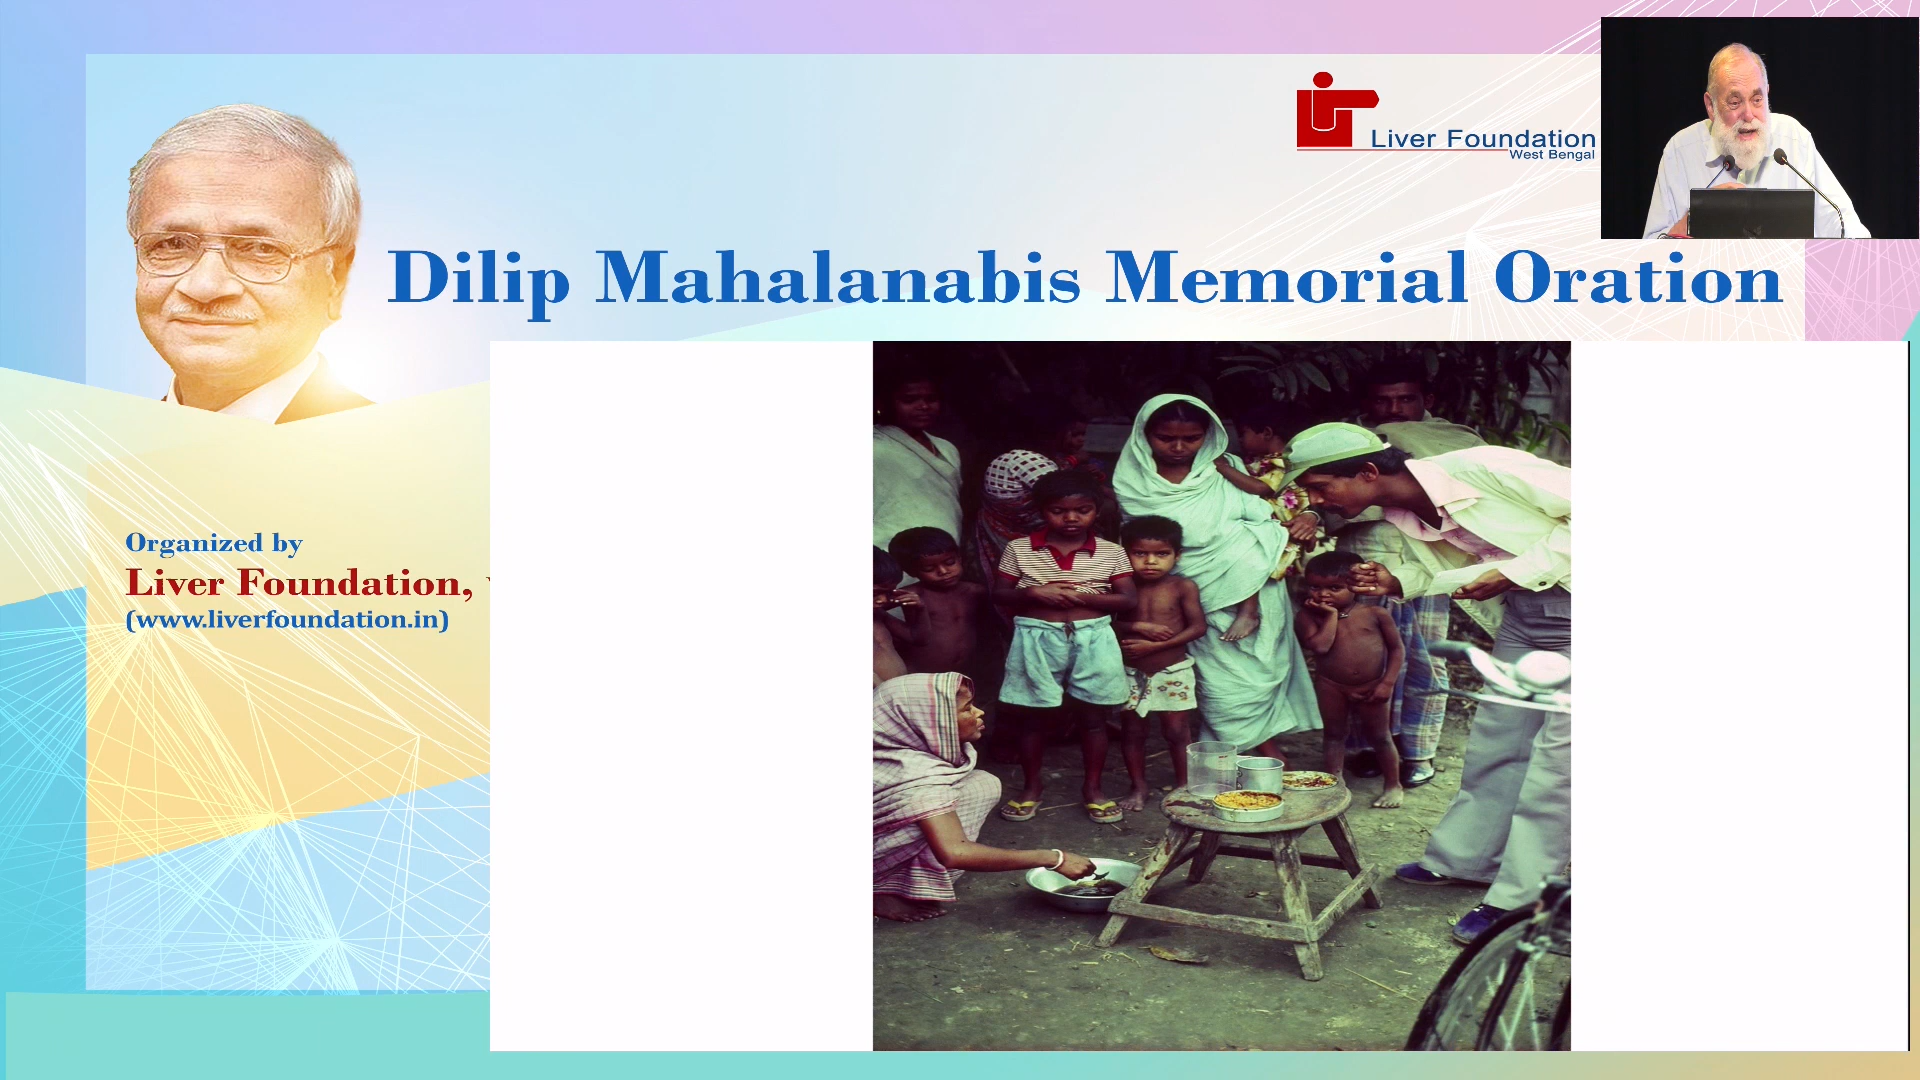 Liver Foundation
West Bengal
Dilip Mahalanabis Memorial Oration
Organized by
Liver Foundation,
(www.liverfoundation.in)